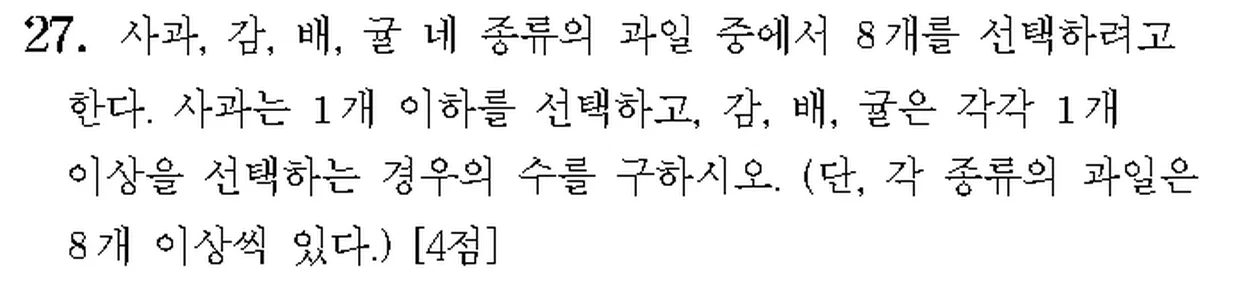 27. 사과, 감, 배, 귤 네 종류의 과일 중에서 8개를 선택하려고
한다. 사과는 1개 이하를 선택하고, 감, 배, 귤은 각각 1개
이상을 선택하는 경우의 수를 구하시오. (단, 각 종류의 과일은
8개 이상씩 있다.) [4점]